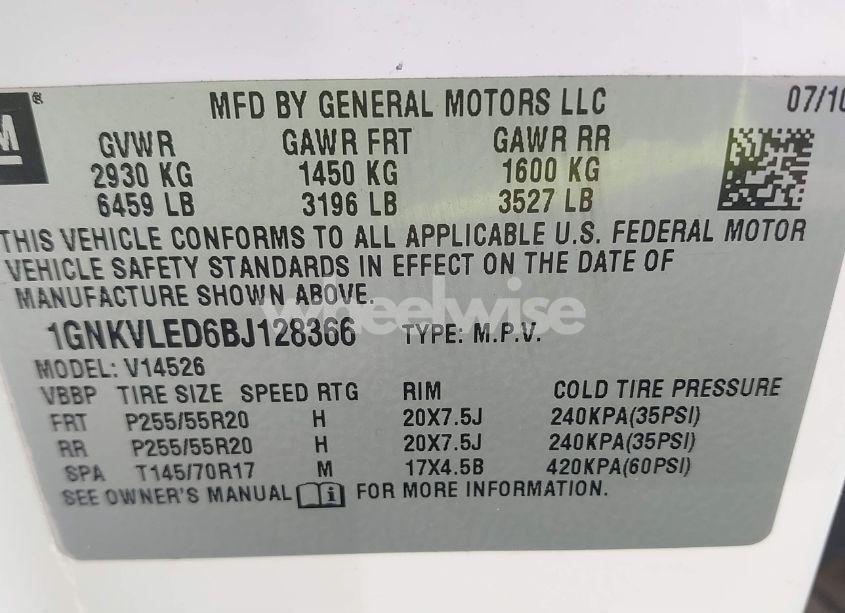 M ®
MFD BY GENERAL MOTORS LLC 07/10
GVWR GAWR FRT GAWR RR
2930 KG 1450 KG 1600 KG
6459 LB 3196 LB 3527 LB
THIS VEHICLE CONFORMS TO ALL APPLICABLE U.S. FEDERAL MOTOR
VEHICLE SAFETY STANDARDS IN EFFECT ON THE DATE OF
MANUFACTURE SHOWN ABOVE.
wheelwise
1GNKVLED6BJ128366 TYPE: M.P.V.
MODEL: V14526
VBBP TIRE SIZE SPEED RTG RIM COLD TIRE PRESSURE
FRT P255/55R20 H 20X7.5J 240KPA(35PSI)
RR P255/55R20 H 20X7.5J 240KPA(35PSI)
SPA T145/70R17 M 17X4.5B 420KPA(60PSI)
SEE OWNER'S MANUAL i FOR MORE INFORMATION.